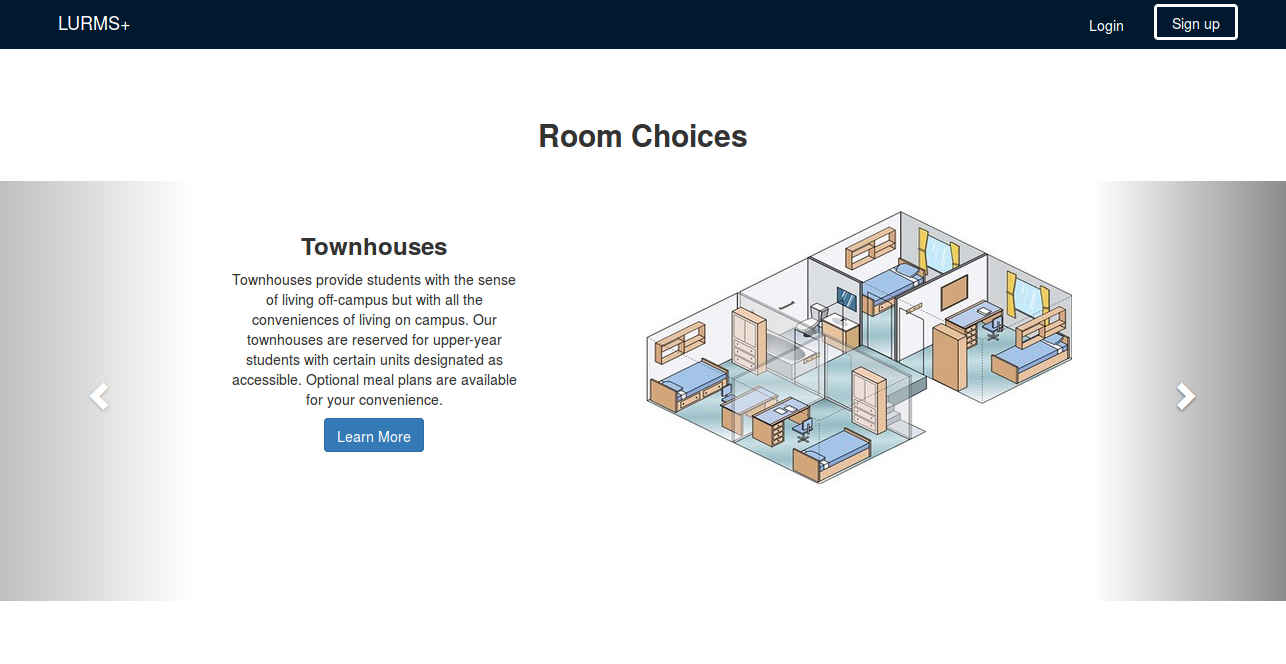 LURMS+
Login
Sign up
Room Choices
Townhouses
Townhouses provide students with the sense
of living off-campus but with all the
conveniences of living on campus. Our
townhouses are reserved for upper-year
students with certain units designated as
accessible. Optional meal plans are available
for your convenience.
Learn More